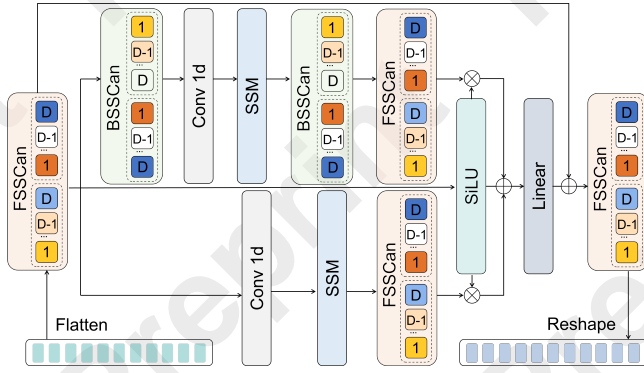 FSSCan
D
D-1
...
1
D
D-1
...
1
Flatten
BSSCan
1
D-1
...
D
1
D-1
...
D
Conv 1d
SSM
BSSCan
1
D-1
...
D
1
D-1
...
D
FSSCan
D
D-1
...
1
D
D-1
...
1
Conv 1d
SSM
FSSCan
D
D-1
...
1
D
D-1
...
1
SiLU
Linear
FSSCan
D
D-1
...
1
D
D-1
...
1
Reshape
preprint